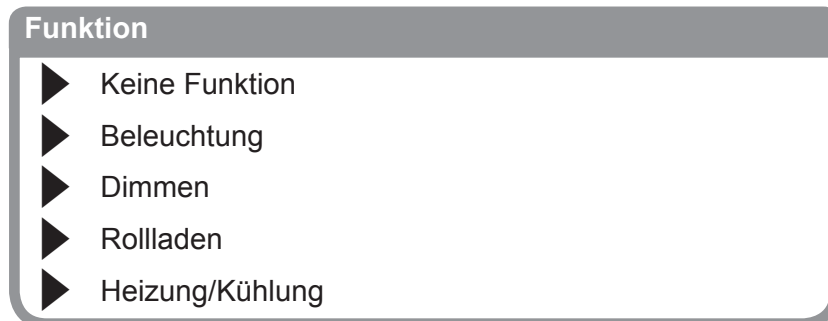 Funktion
Keine Funktion
Beleuchtung
Dimmen
Rollladen
Heizung/Kühlung